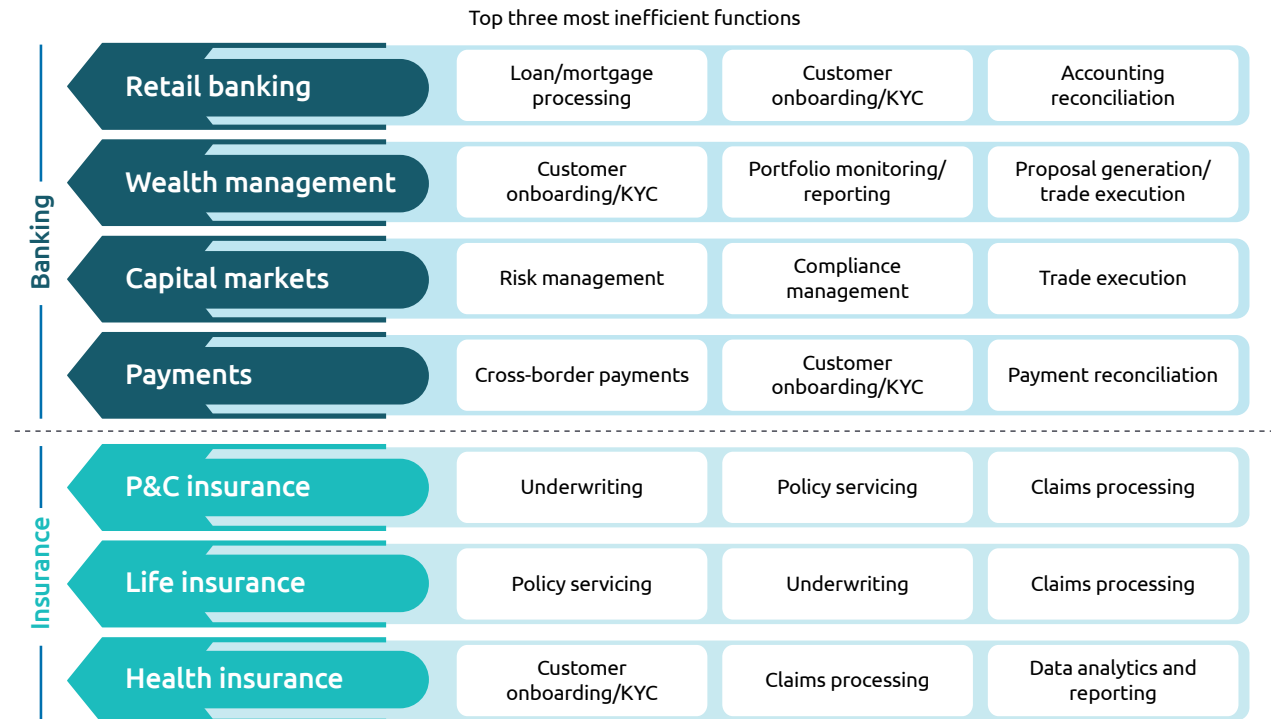 Top three most inefficient functions
Banking
Retail banking
Loan/mortgage
processing
Customer
onboarding/KYC
Accounting
reconciliation
Wealth management
Customer
onboarding/KYC
Portfolio monitoring/
reporting
Proposal generation/
trade execution
Capital markets
Risk management
Compliance
management
Trade execution
Payments
Cross-border payments
Customer
onboarding/KYC
Payment reconciliation
Insurance
P&C insurance
Underwriting
Policy servicing
Claims processing
Life insurance
Policy servicing
Underwriting
Claims processing
Health insurance
Customer
onboarding/KYC
Claims processing
Data analytics and
reporting